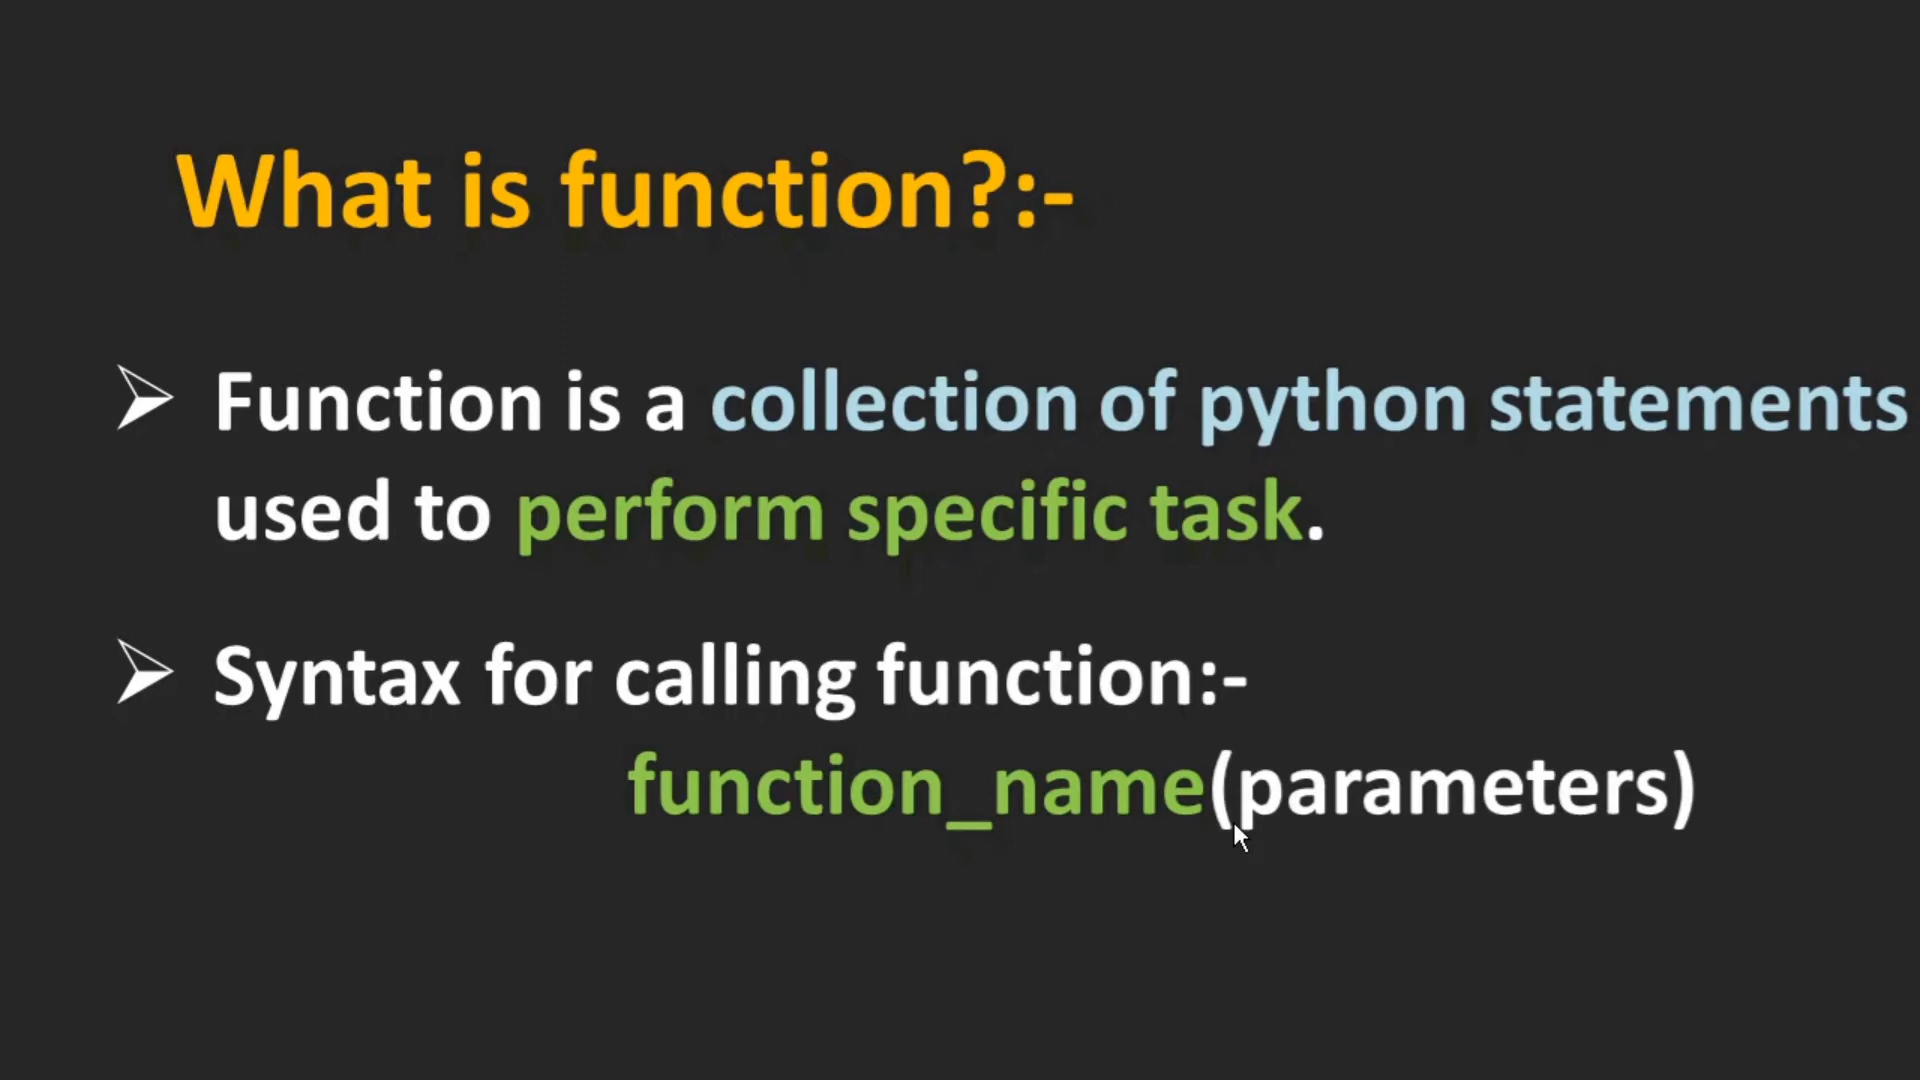 What is function?:-
Function is a collection of python statements
used to perform specific task.
Syntax for calling function:-
function_name(parameters)